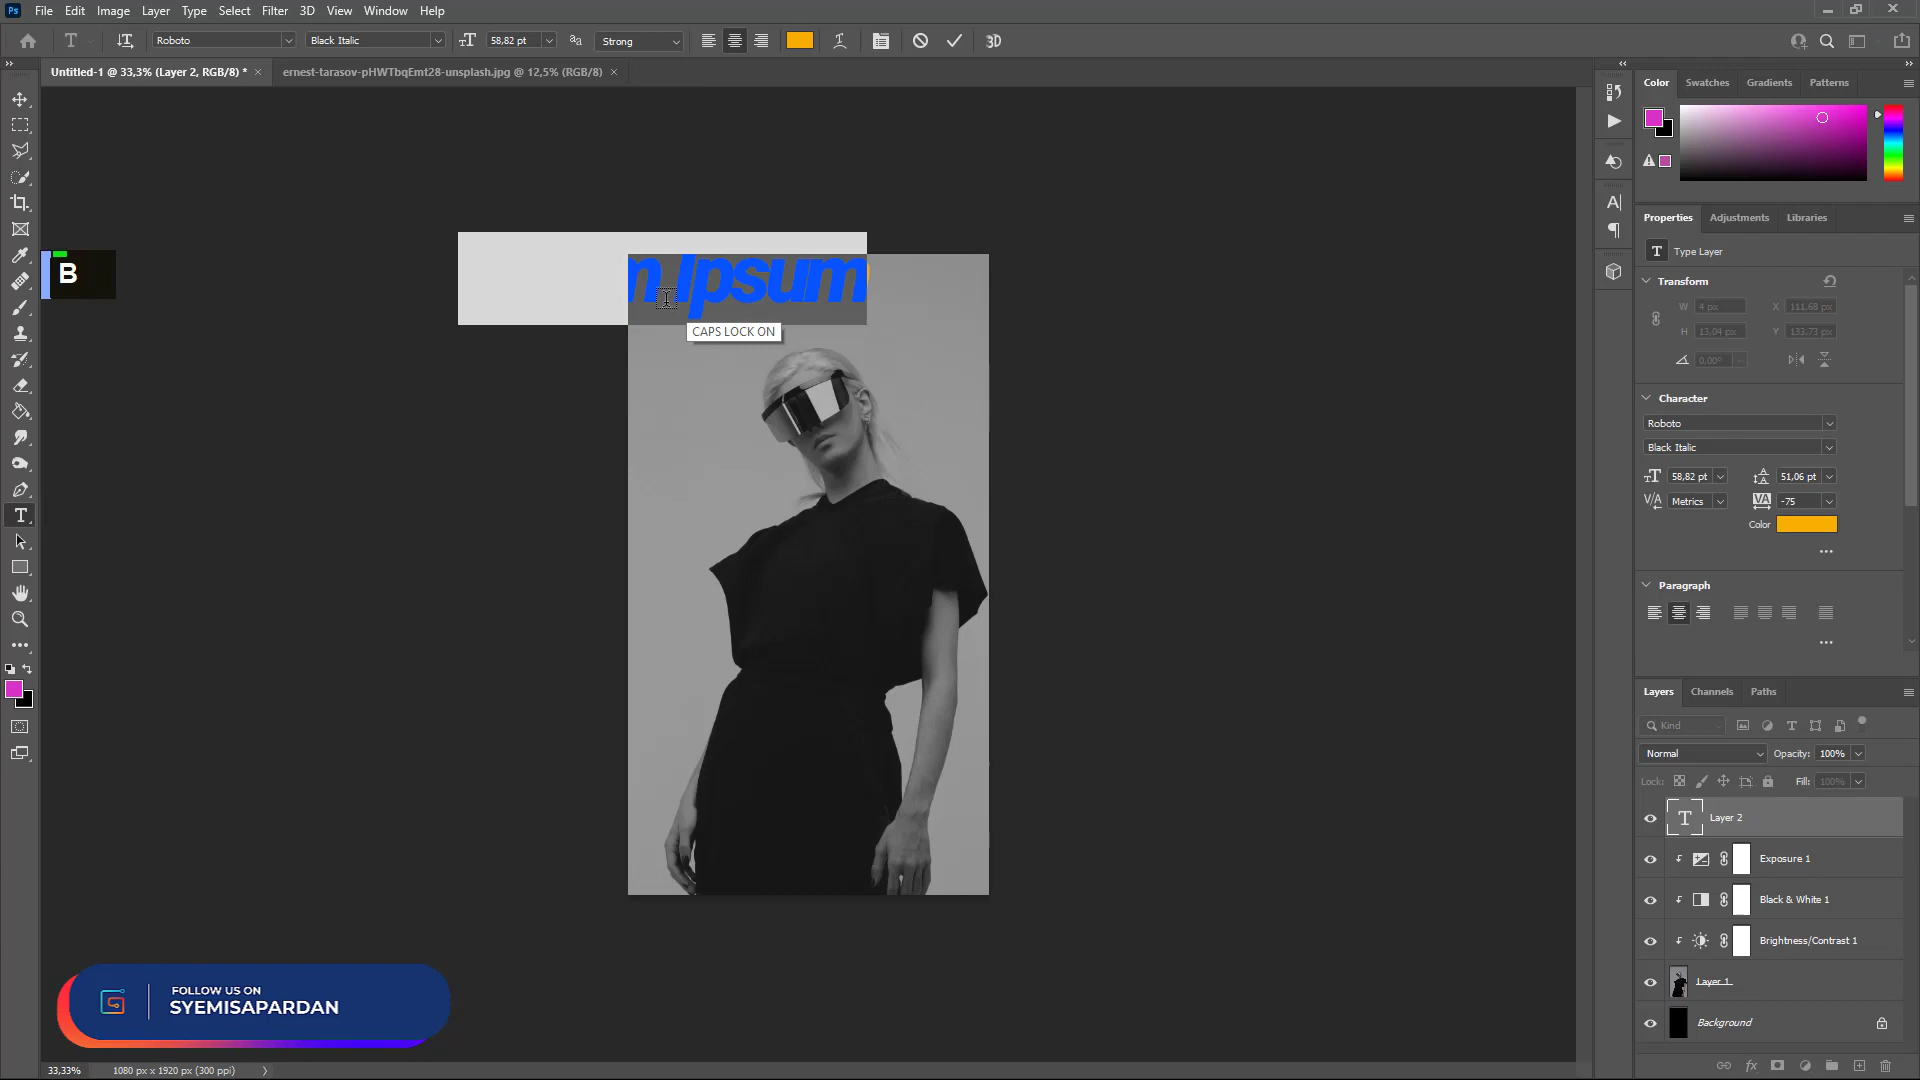 Ps File Edit Image Layer Type Select Filter 3D View Window Help
Roboto Black Italic 58,82 pt Strong 3D
Untitled-1 @ 33,3% (Layer 2, RGB/8) * ernest-tarasov-pHWTbqEmt28-unsplash.jpg @ 12,5% (RGB/8)
B
m Ipsum
CAPS LOCK ON
FOLLOW US ON
SYEMISAPARDAN
33,33% 1080 px x 1920 px (300 ppi)
Color Swatches Gradients Patterns
Properties Adjustments Libraries
Type Layer
Transform
W 4 px X 111,68 px
H 13,04 px Y 133,73 px
0,00°
Character
Roboto
Black Italic
58,82 pt 51,06 pt
Metrics -75
Color
Paragraph
Layers Channels Paths
Kind
Normal Opacity: 100%
Lock: Fill: 100%
Layer 2
Exposure 1
Black & White 1
Brightness/Contrast 1
Layer 1
Background